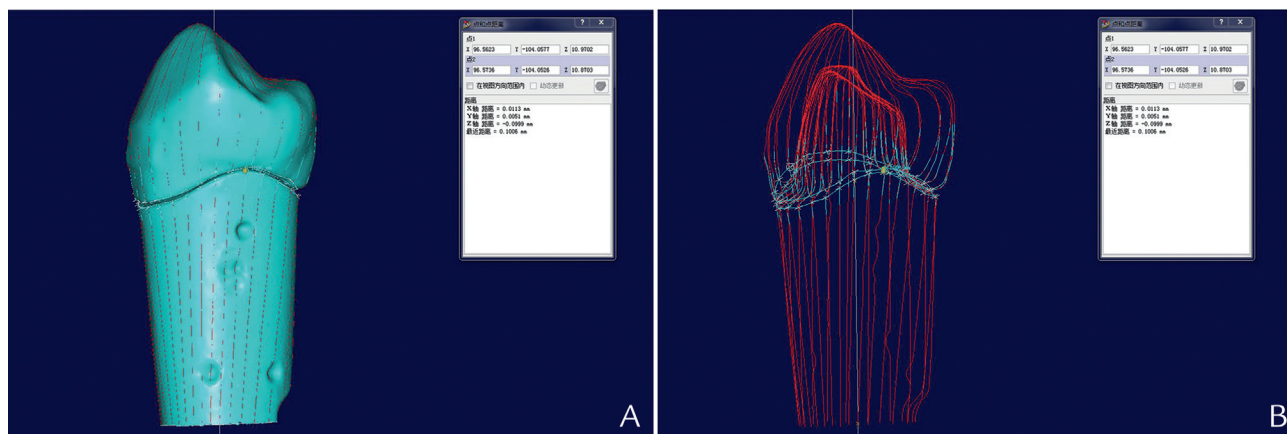 点和点距离
点1
X 96.5623 Y -104.0577 Z 10.9702
点2
X 96.5736 Y -104.0526 Z 10.8703
在视图方向范围内 动态更新
距离
X轴 距离 = 0.0113 mm
Y轴 距离 = 0.0051 mm
Z轴 距离 = -0.0999 mm
最近距离 = 0.1006 mm
A
点和点距离
点1
X 96.5623 Y -104.0577 Z 10.9702
点2
X 96.5736 Y -104.0526 Z 10.8703
在视图方向范围内 动态更新
距离
X轴 距离 = 0.0113 mm
Y轴 距离 = 0.0051 mm
Z轴 距离 = -0.0999 mm
最近距离 = 0.1006 mm
B